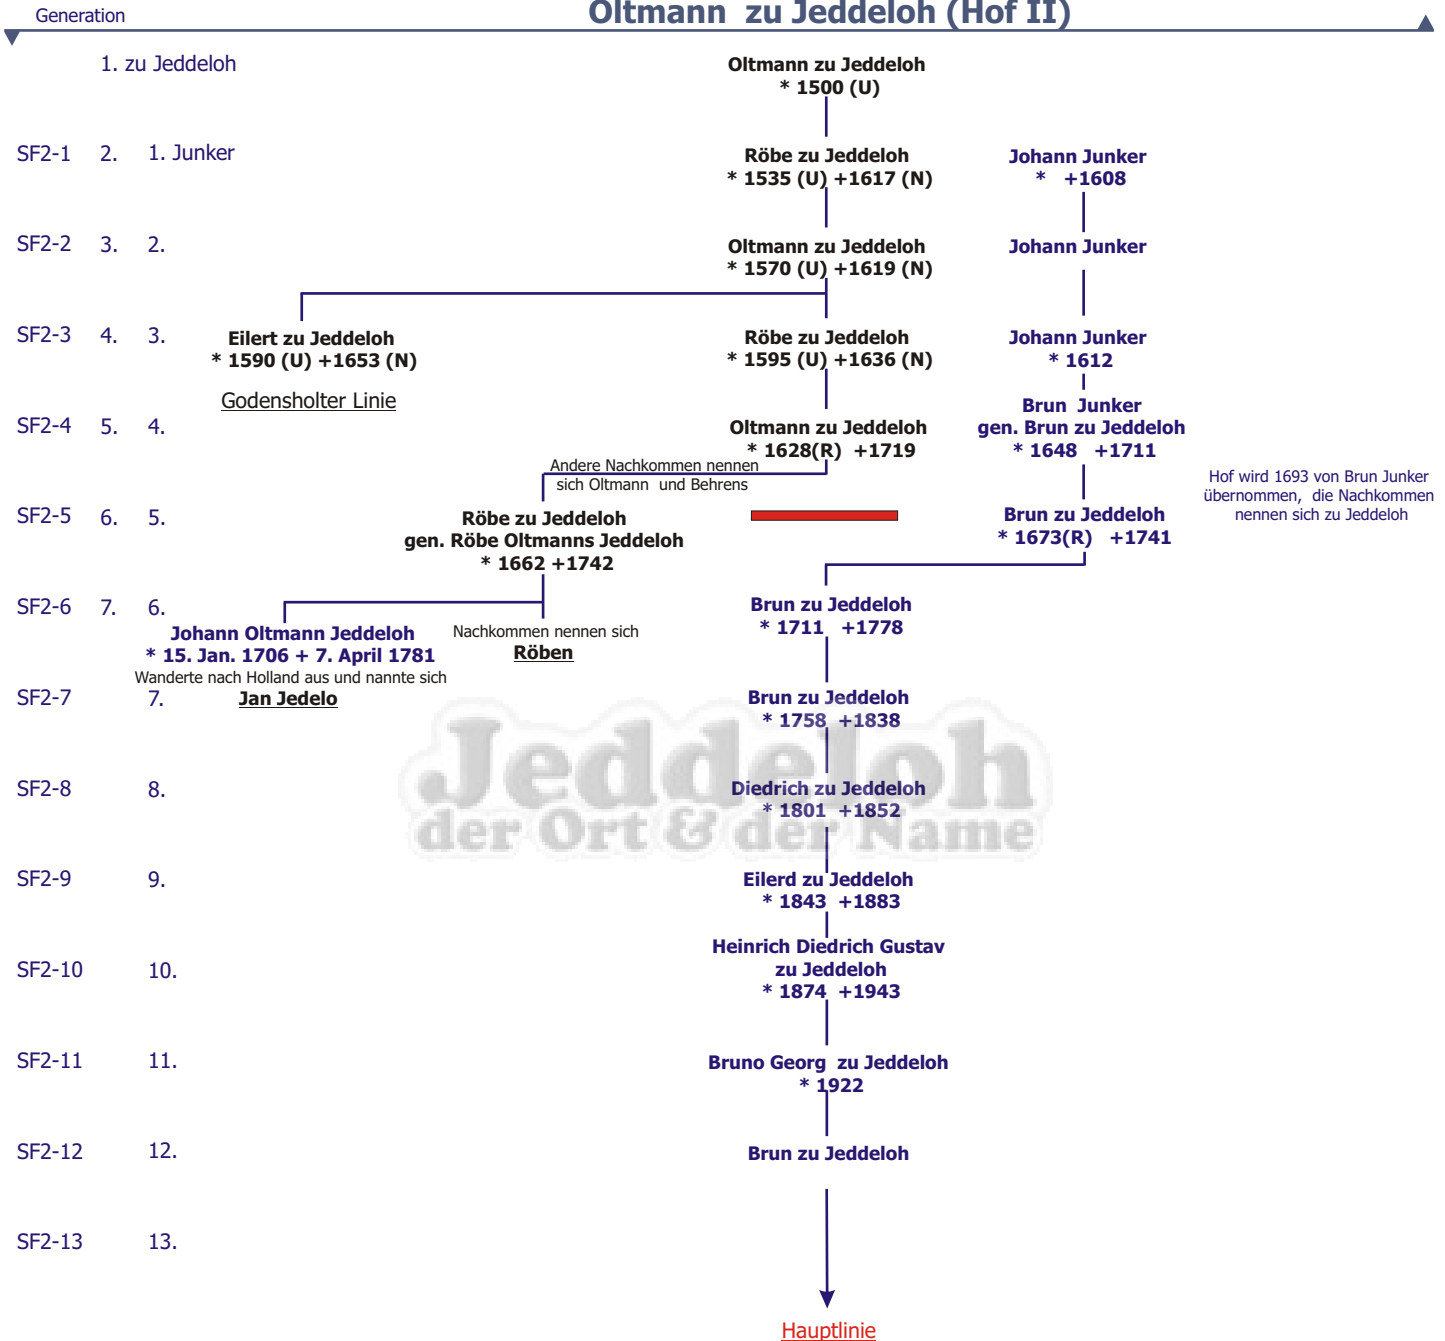 Oltmann zu Jeddeloh (Hof II)
Generation
1. zu Jeddeloh
Oltmann zu Jeddeloh
* 1500 (U)
SF2-1 2. 1. Junker
Röbe zu Jeddeloh
* 1535 (U) +1617 (N)
Johann Junker
* +1608
SF2-2 3. 2.
Oltmann zu Jeddeloh
* 1570 (U) +1619 (N)
Johann Junker
SF2-3 4. 3.
Eilert zu Jeddeloh
* 1590 (U) +1653 (N)
Godensholter Linie
Röbe zu Jeddeloh
* 1595 (U) +1636 (N)
Johann Junker
* 1612
SF2-4 5. 4.
Oltmann zu Jeddeloh
* 1628(R) +1719
Brun Junker
gen. Brun zu Jeddeloh
* 1648 +1711
Andere Nachkommen nennen
sich Oltmann und Behrens
Hof wird 1693 von Brun Junker
übernommen, die Nachkommen
nennen sich zu Jeddeloh
SF2-5 6. 5.
Röbe zu Jeddeloh
gen. Röbe Oltmanns Jeddeloh
* 1662 +1742
Brun zu Jeddeloh
* 1673(R) +1741
SF2-6 7. 6.
Johann Oltmann Jeddeloh
* 15. Jan. 1706 + 7. April 1781
Wanderte nach Holland aus und nannte sich
Jan Jedelo
Nachkommen nennen sich
Röben
Brun zu Jeddeloh
* 1711 +1778
SF2-7 7.
Brun zu Jeddeloh
* 1758 +1838
Jeddeloh
der Ort & der Name
SF2-8 8.
Diedrich zu Jeddeloh
* 1801 +1852
SF2-9 9.
Eilerd zu Jeddeloh
* 1843 +1883
SF2-10 10.
Heinrich Diedrich Gustav
zu Jeddeloh
* 1874 +1943
SF2-11 11.
Bruno Georg zu Jeddeloh
* 1922
SF2-12 12.
Brun zu Jeddeloh
SF2-13 13.
Hauptlinie